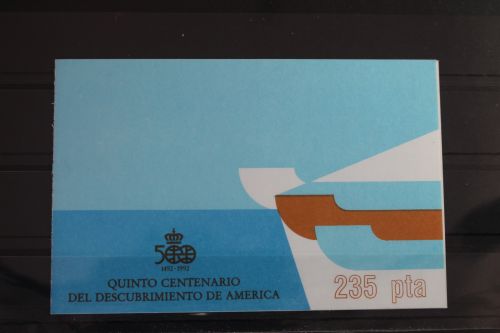 500
1492·1992
QUINTO CENTENARIO
DEL DESCUBRIMIENTO DE AMERICA
235 pta